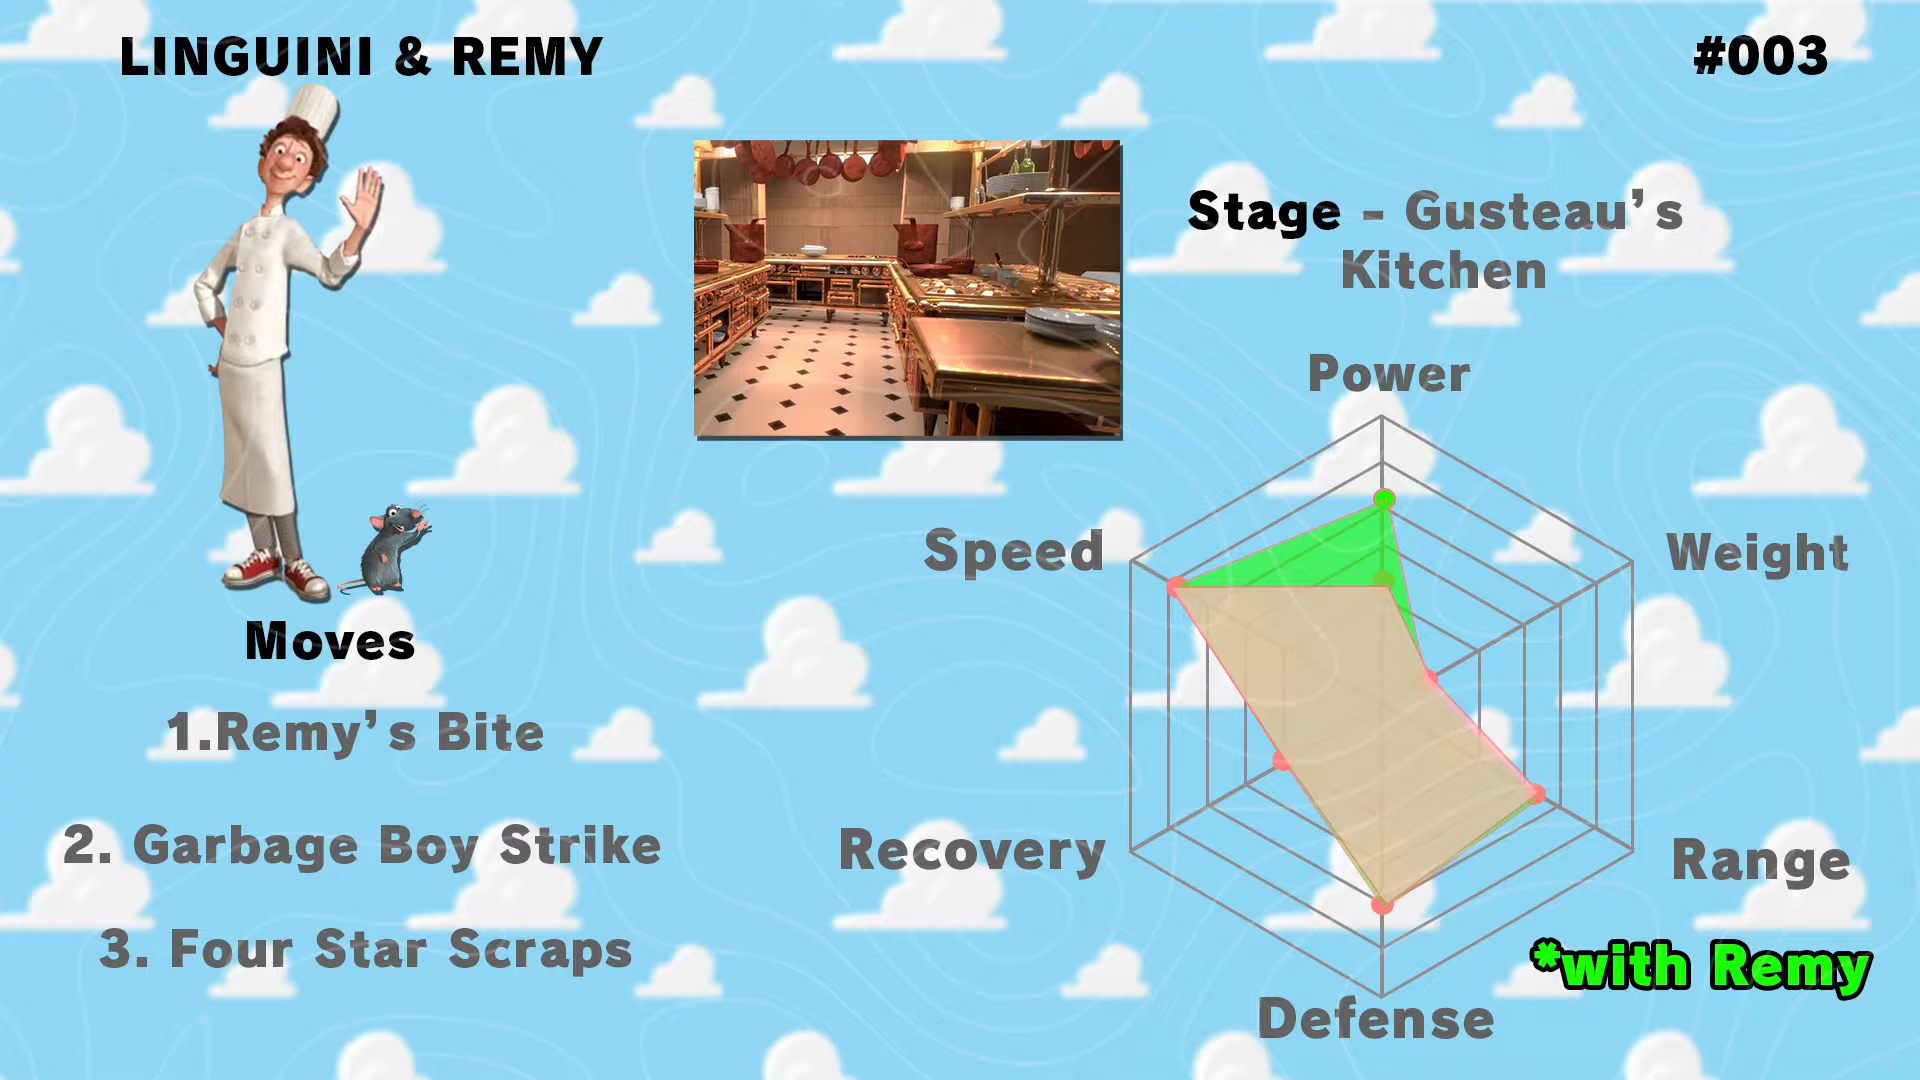 LINGUINI & REMY
#003
Stage - Gusteau's
Kitchen
Power
Speed
Weight
Moves
1.Remy's Bite
2. Garbage Boy Strike
Recovery
Range
3. Four Star Scraps
*with Remy
Defense